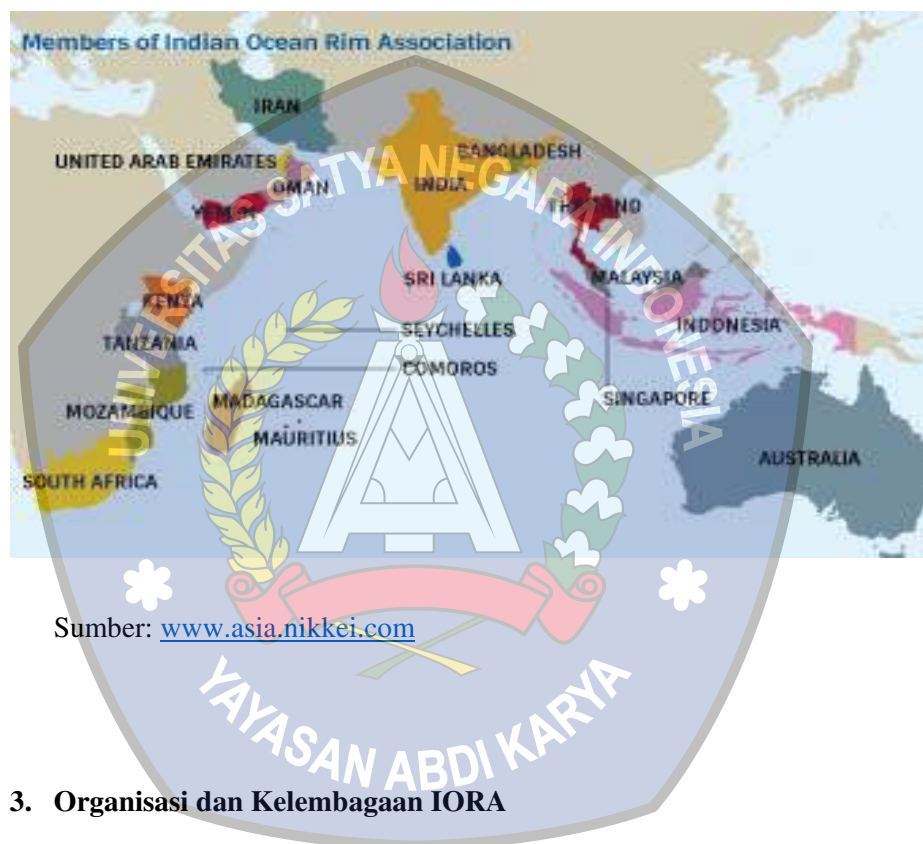 Members of Indian Ocean Rim Association
IRAN
UNITED ARAB EMIRATES
BANGLADESH
OMAN
INDIA
YEMEN
THAILAND
SRI LANKA
MALAYSIA
KENYA
SEYCHELLES
INDONESIA
TANZANIA
COMOROS
MOZAMBIQUE
MADAGASCAR
SINGAPORE
MAURITIUS
AUSTRALIA
SOUTH AFRICA
UNIVERSITAS SATYA NEGARA INDONESIA
Sumber: www.asia.nikkei.com
YAYASAN ABDI KARYA
3. Organisasi dan Kelembagaan IORA